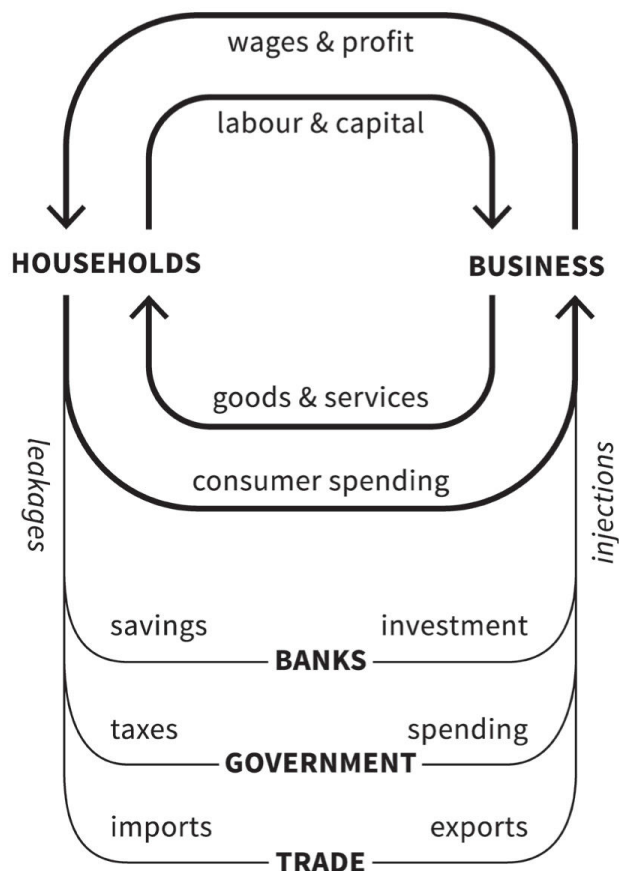 wages & profit
labour & capital
HOUSEHOLDS
BUSINESS
goods & services
consumer spending
leakages
injections
savings
investment
BANKS
taxes
spending
GOVERNMENT
imports
exports
TRADE